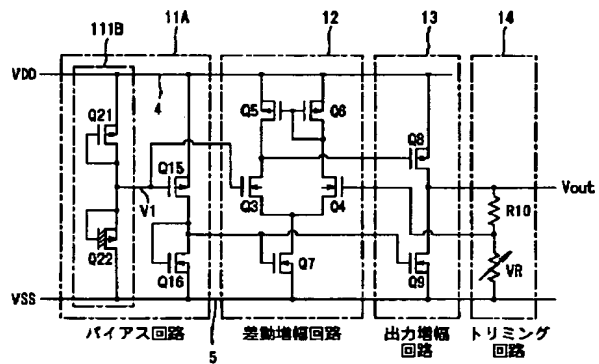 11A
12
13
14
111B
VDD
4
Q21
Q5
Q6
Q8
Q15
Vout
V1
Q3
Q4
R10
Q22
Q16
Q7
Q9
VR
VSS
バイアス回路
5
差動増幅回路
出力増幅
回路
トリミング
回路